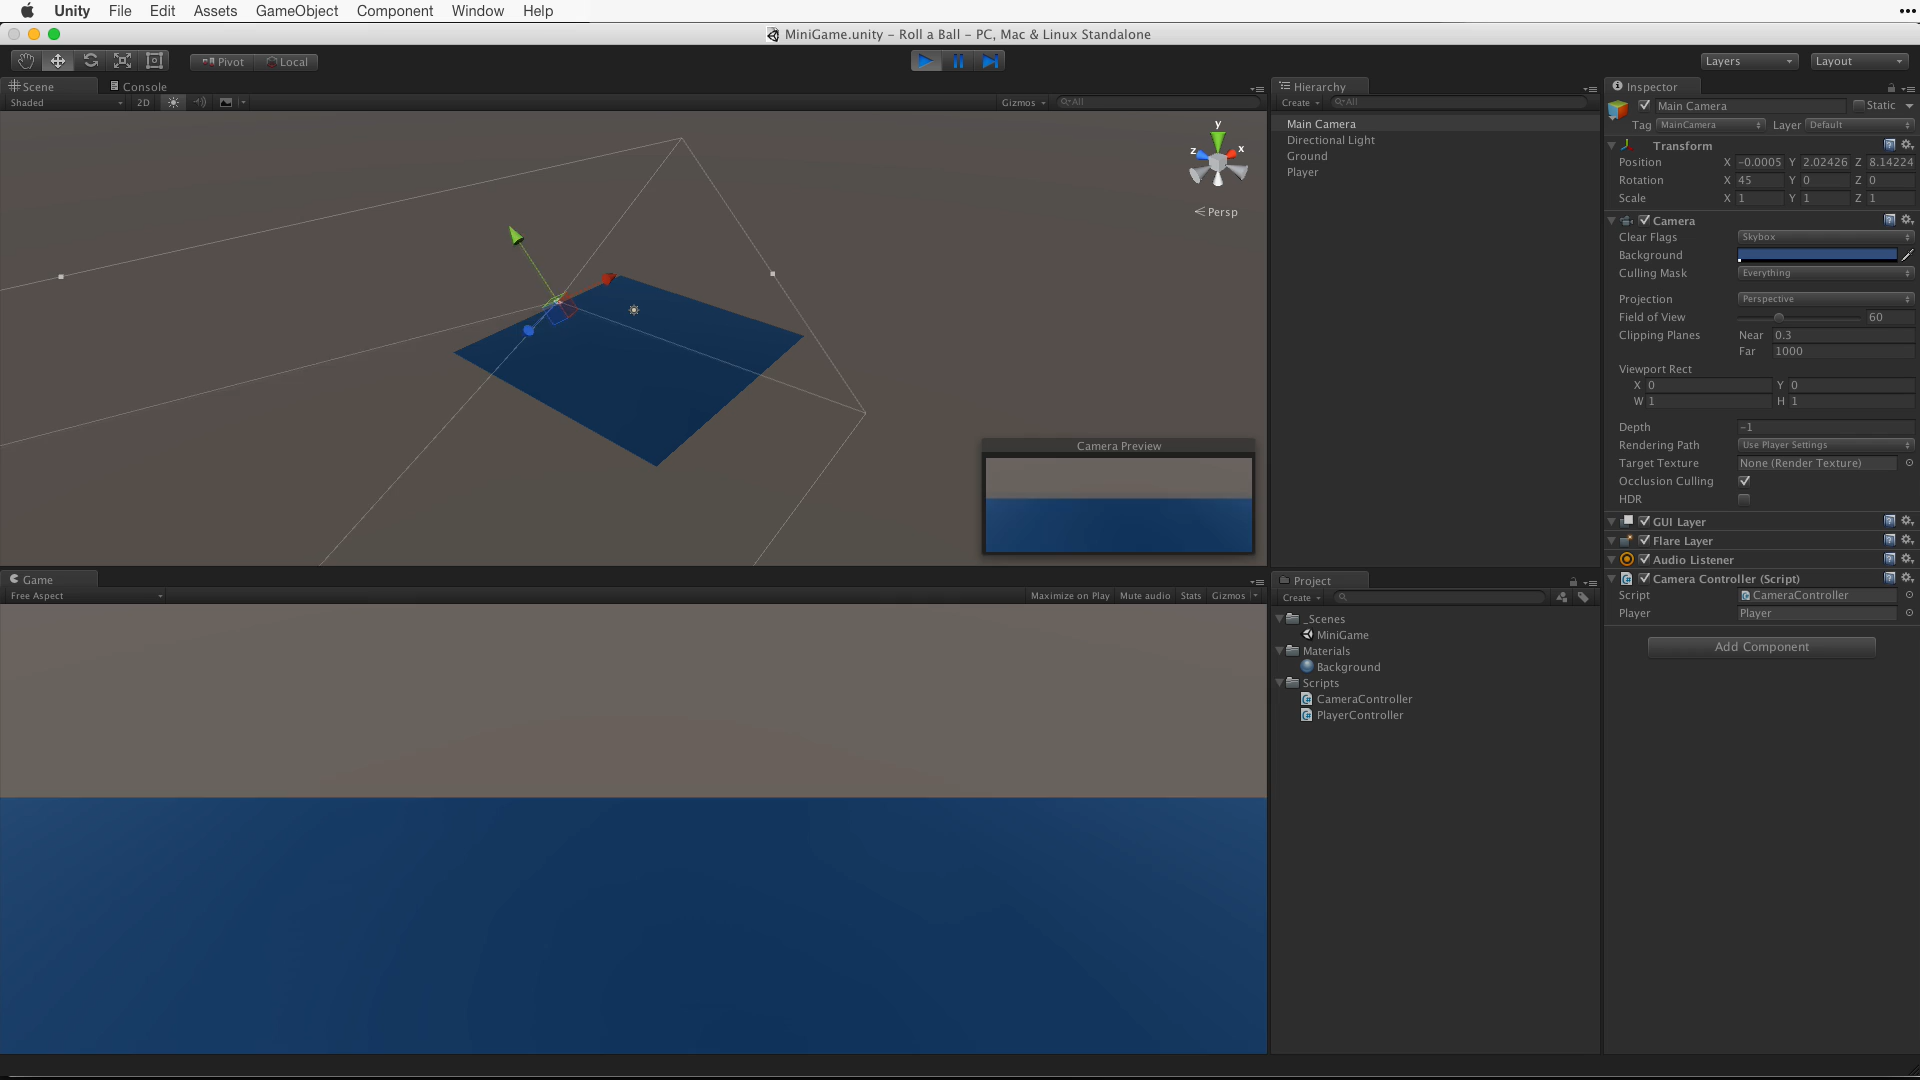 Unity File Edit Assets GameObject Component Window Help
MiniGame.unity – Roll a Ball – PC, Mac & Linux Standalone
Pivot Local
Layers Layout
Scene Console
Shaded 2D Gizmos All
y
z x
Persp
Camera Preview
Game
Free Aspect Maximize on Play Mute audio Stats Gizmos
Hierarchy
Create All
Main Camera
Directional Light
Ground
Player
Project
Create
_Scenes
MiniGame
Materials
Background
Scripts
CameraController
PlayerController
Inspector
Main Camera Static
Tag MainCamera Layer Default
Transform
Position X -0.0005 Y 2.02426 Z 8.14224
Rotation X 45 Y 0 Z 0
Scale X 1 Y 1 Z 1
Camera
Clear Flags Skybox
Background
Culling Mask Everything
Projection Perspective
Field of View 60
Clipping Planes Near 0.3
Far 1000
Viewport Rect
X 0 Y 0
W 1 H 1
Depth -1
Rendering Path Use Player Settings
Target Texture None (Render Texture)
Occlusion Culling
HDR
GUI Layer
Flare Layer
Audio Listener
Camera Controller (Script)
Script CameraController
Player Player
Add Component